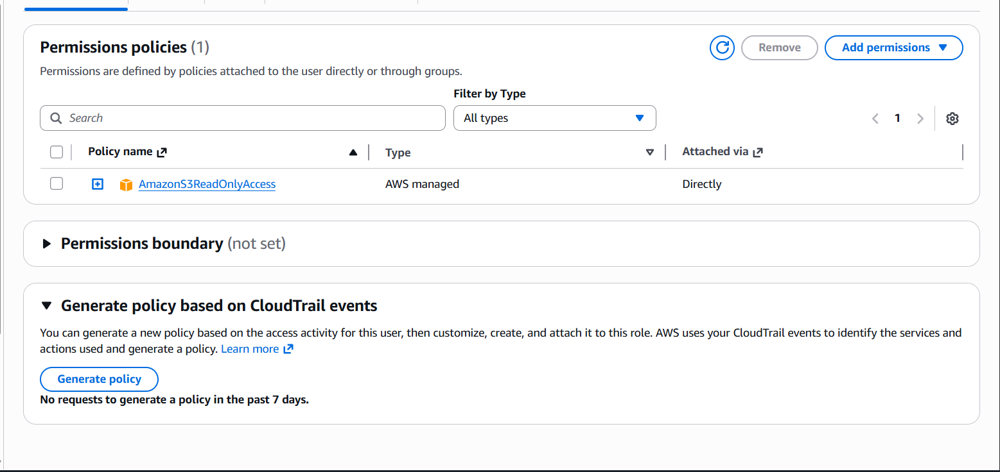 Permissions policies (1)
Remove
Add permissions
Permissions are defined by policies attached to the user directly or through groups.
Filter by Type
Search
All types
1
Policy name
Type
Attached via
AmazonS3ReadOnlyAccess
AWS managed
Directly
Permissions boundary (not set)
Generate policy based on CloudTrail events
You can generate a new policy based on the access activity for this user, then customize, create, and attach it to this role. AWS uses your CloudTrail events to identify the services and
actions used and generate a policy. Learn more
Generate policy
No requests to generate a policy in the past 7 days.